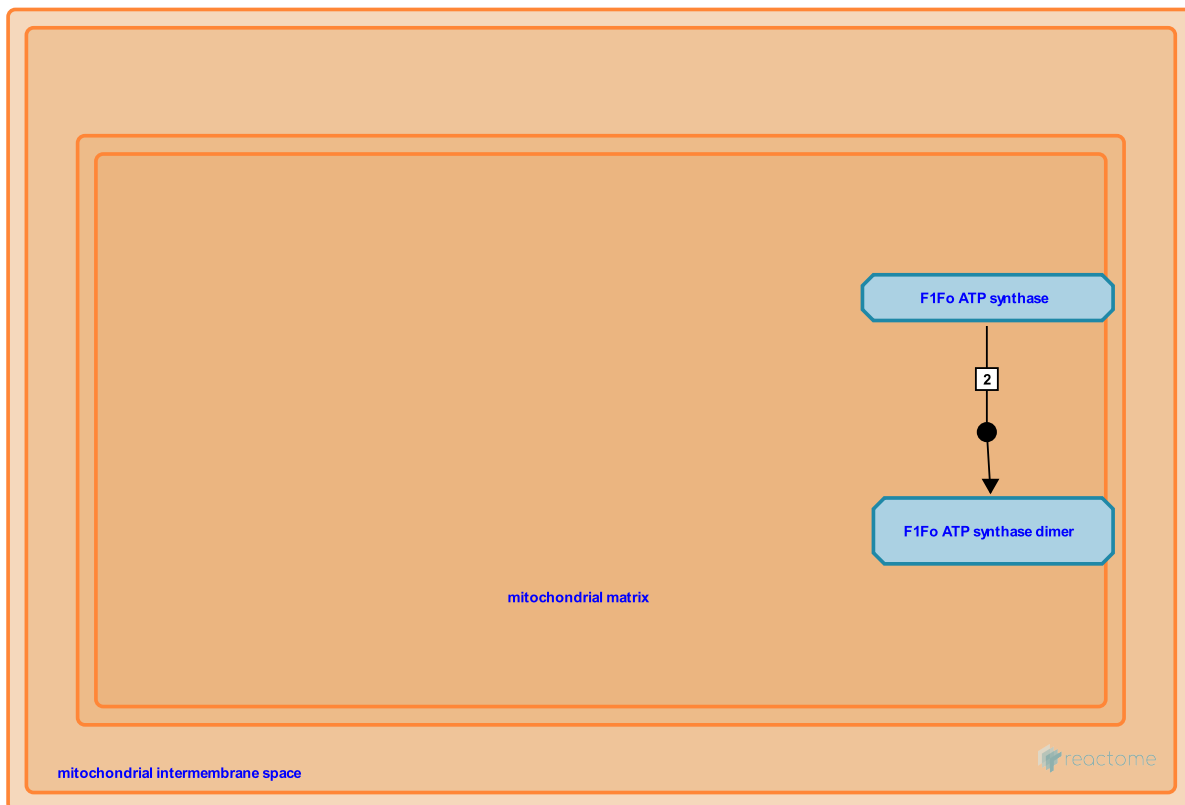 F1Fo ATP synthase
2
F1Fo ATP synthase dimer
mitochondrial matrix
reactome
mitochondrial intermembrane space